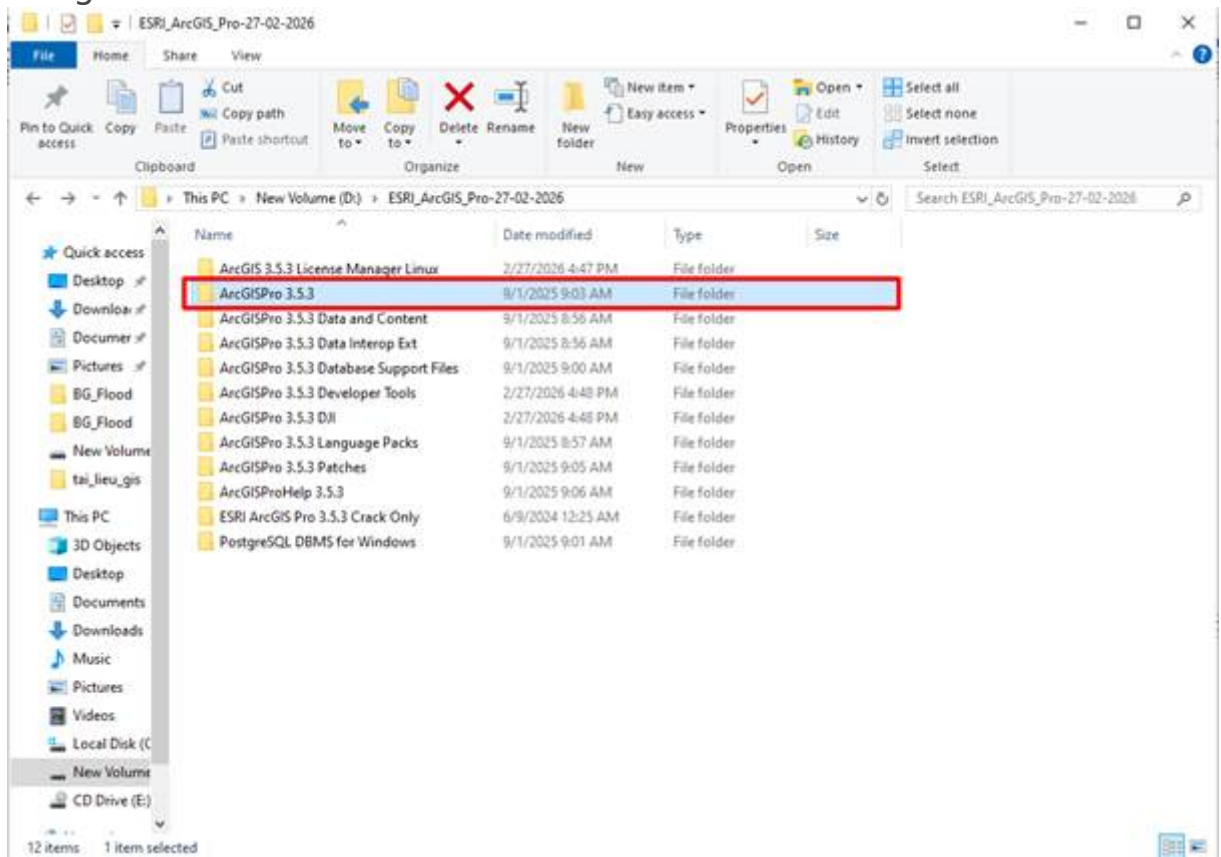 ESRI_ArcGIS_Pro-27-02-2026
File Home Share View
Pin to Quick access
Copy
Paste
Cut
Copy path
Paste shortcut
Clipboard
Move to
Copy to
Delete
Rename
Organize
New folder
New item
Easy access
New
Properties
Open
Edit
History
Open
Select all
Select none
Invert selection
Select
This PC > New Volume (D:) > ESRI_ArcGIS_Pro-27-02-2026
Search ESRI_ArcGIS_Pro-27-02-2026
Quick access
Desktop
Downloa
Documer
Pictures
BG_Flood
BG_Flood
New Volume
tai_lieu_gis
This PC
3D Objects
Desktop
Documents
Downloads
Music
Pictures
Videos
Local Disk (C
New Volume
CD Drive (E:)
Name Date modified Type Size
ArcGIS 3.5.3 License Manager Linux 2/27/2026 4:47 PM File folder
ArcGISPro 3.5.3 9/1/2025 9:03 AM File folder
ArcGISPro 3.5.3 Data and Content 9/1/2025 8:56 AM File folder
ArcGISPro 3.5.3 Data Interop Ext 9/1/2025 8:56 AM File folder
ArcGISPro 3.5.3 Database Support Files 9/1/2025 9:00 AM File folder
ArcGISPro 3.5.3 Developer Tools 2/27/2026 4:48 PM File folder
ArcGISPro 3.5.3 DJI 2/27/2026 4:48 PM File folder
ArcGISPro 3.5.3 Language Packs 9/1/2025 8:57 AM File folder
ArcGISPro 3.5.3 Patches 9/1/2025 9:05 AM File folder
ArcGISProHelp 3.5.3 9/1/2025 9:06 AM File folder
ESRI ArcGIS Pro 3.5.3 Crack Only 6/9/2024 12:25 AM File folder
PostgreSQL DBMS for Windows 9/1/2025 9:01 AM File folder
12 items 1 item selected